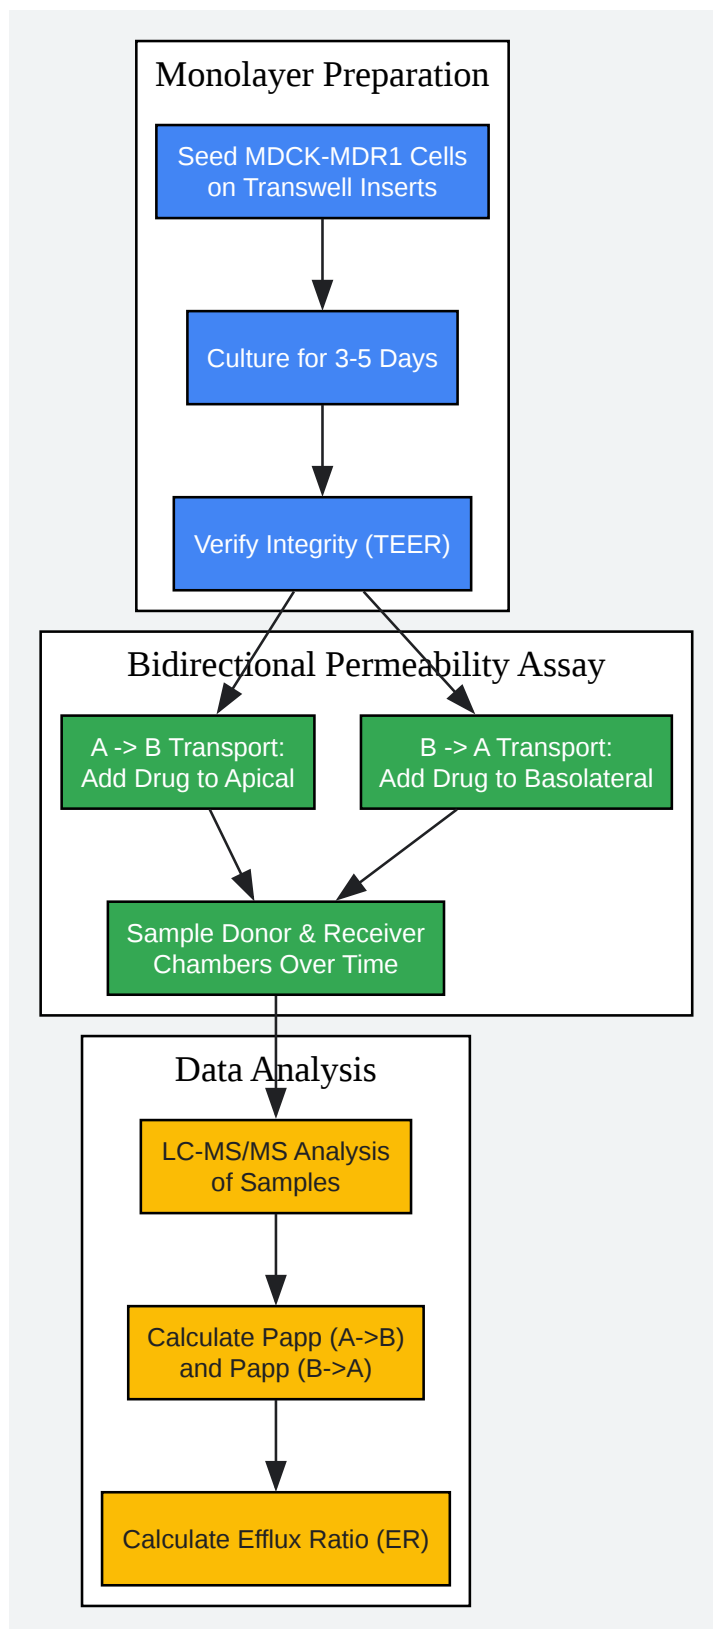 Monolayer Preparation
Seed MDCK-MDR1 Cells
on Transwell Inserts
Culture for 3-5 Days
Verify Integrity (TEER)
Bidirectional Permeability Assay
A -> B Transport:
Add Drug to Apical
B -> A Transport:
Add Drug to Basolateral
Sample Donor & Receiver
Chambers Over Time
Data Analysis
LC-MS/MS Analysis
of Samples
Calculate Papp (A->B)
and Papp (B->A)
Calculate Efflux Ratio (ER)